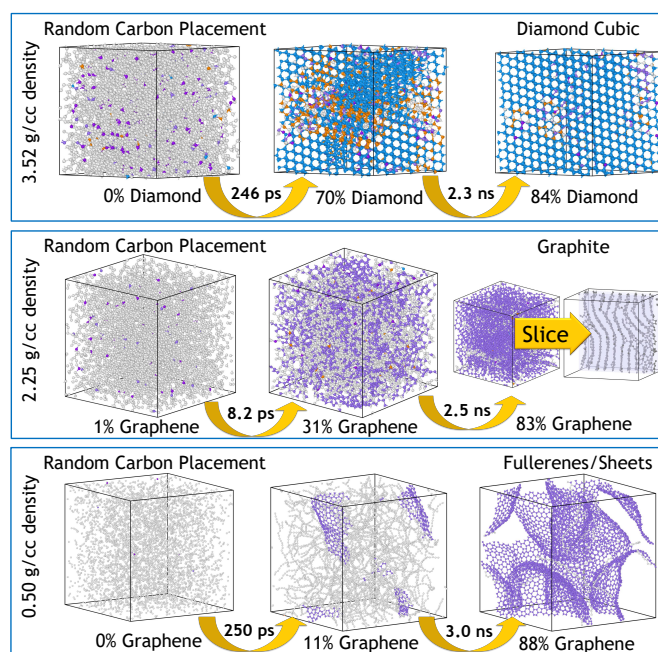 Random Carbon Placement
Diamond Cubic
3.52 g/cc density
0% Diamond
246 ps
70% Diamond
2.3 ns
84% Diamond
Random Carbon Placement
Graphite
2.25 g/cc density
Slice
1% Graphene
8.2 ps
31% Graphene
2.5 ns
83% Graphene
Random Carbon Placement
Fullerenes/Sheets
0.50 g/cc density
0% Graphene
250 ps
11% Graphene
3.0 ns
88% Graphene